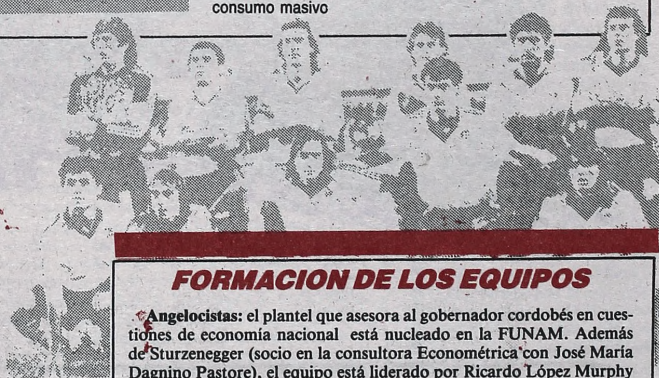 consumo masivo
FORMACION DE LOS EQUIPOS
Angelocistas: el plantel que asesora al gobernador cordobés en cues-
tiones de economía nacional está nucleado en la FUNAM. Además
de Sturzenegger (socio en la consultora Econométrica con José María
Dagnino Pastore), el equipo está liderado por Ricardo López Murphy